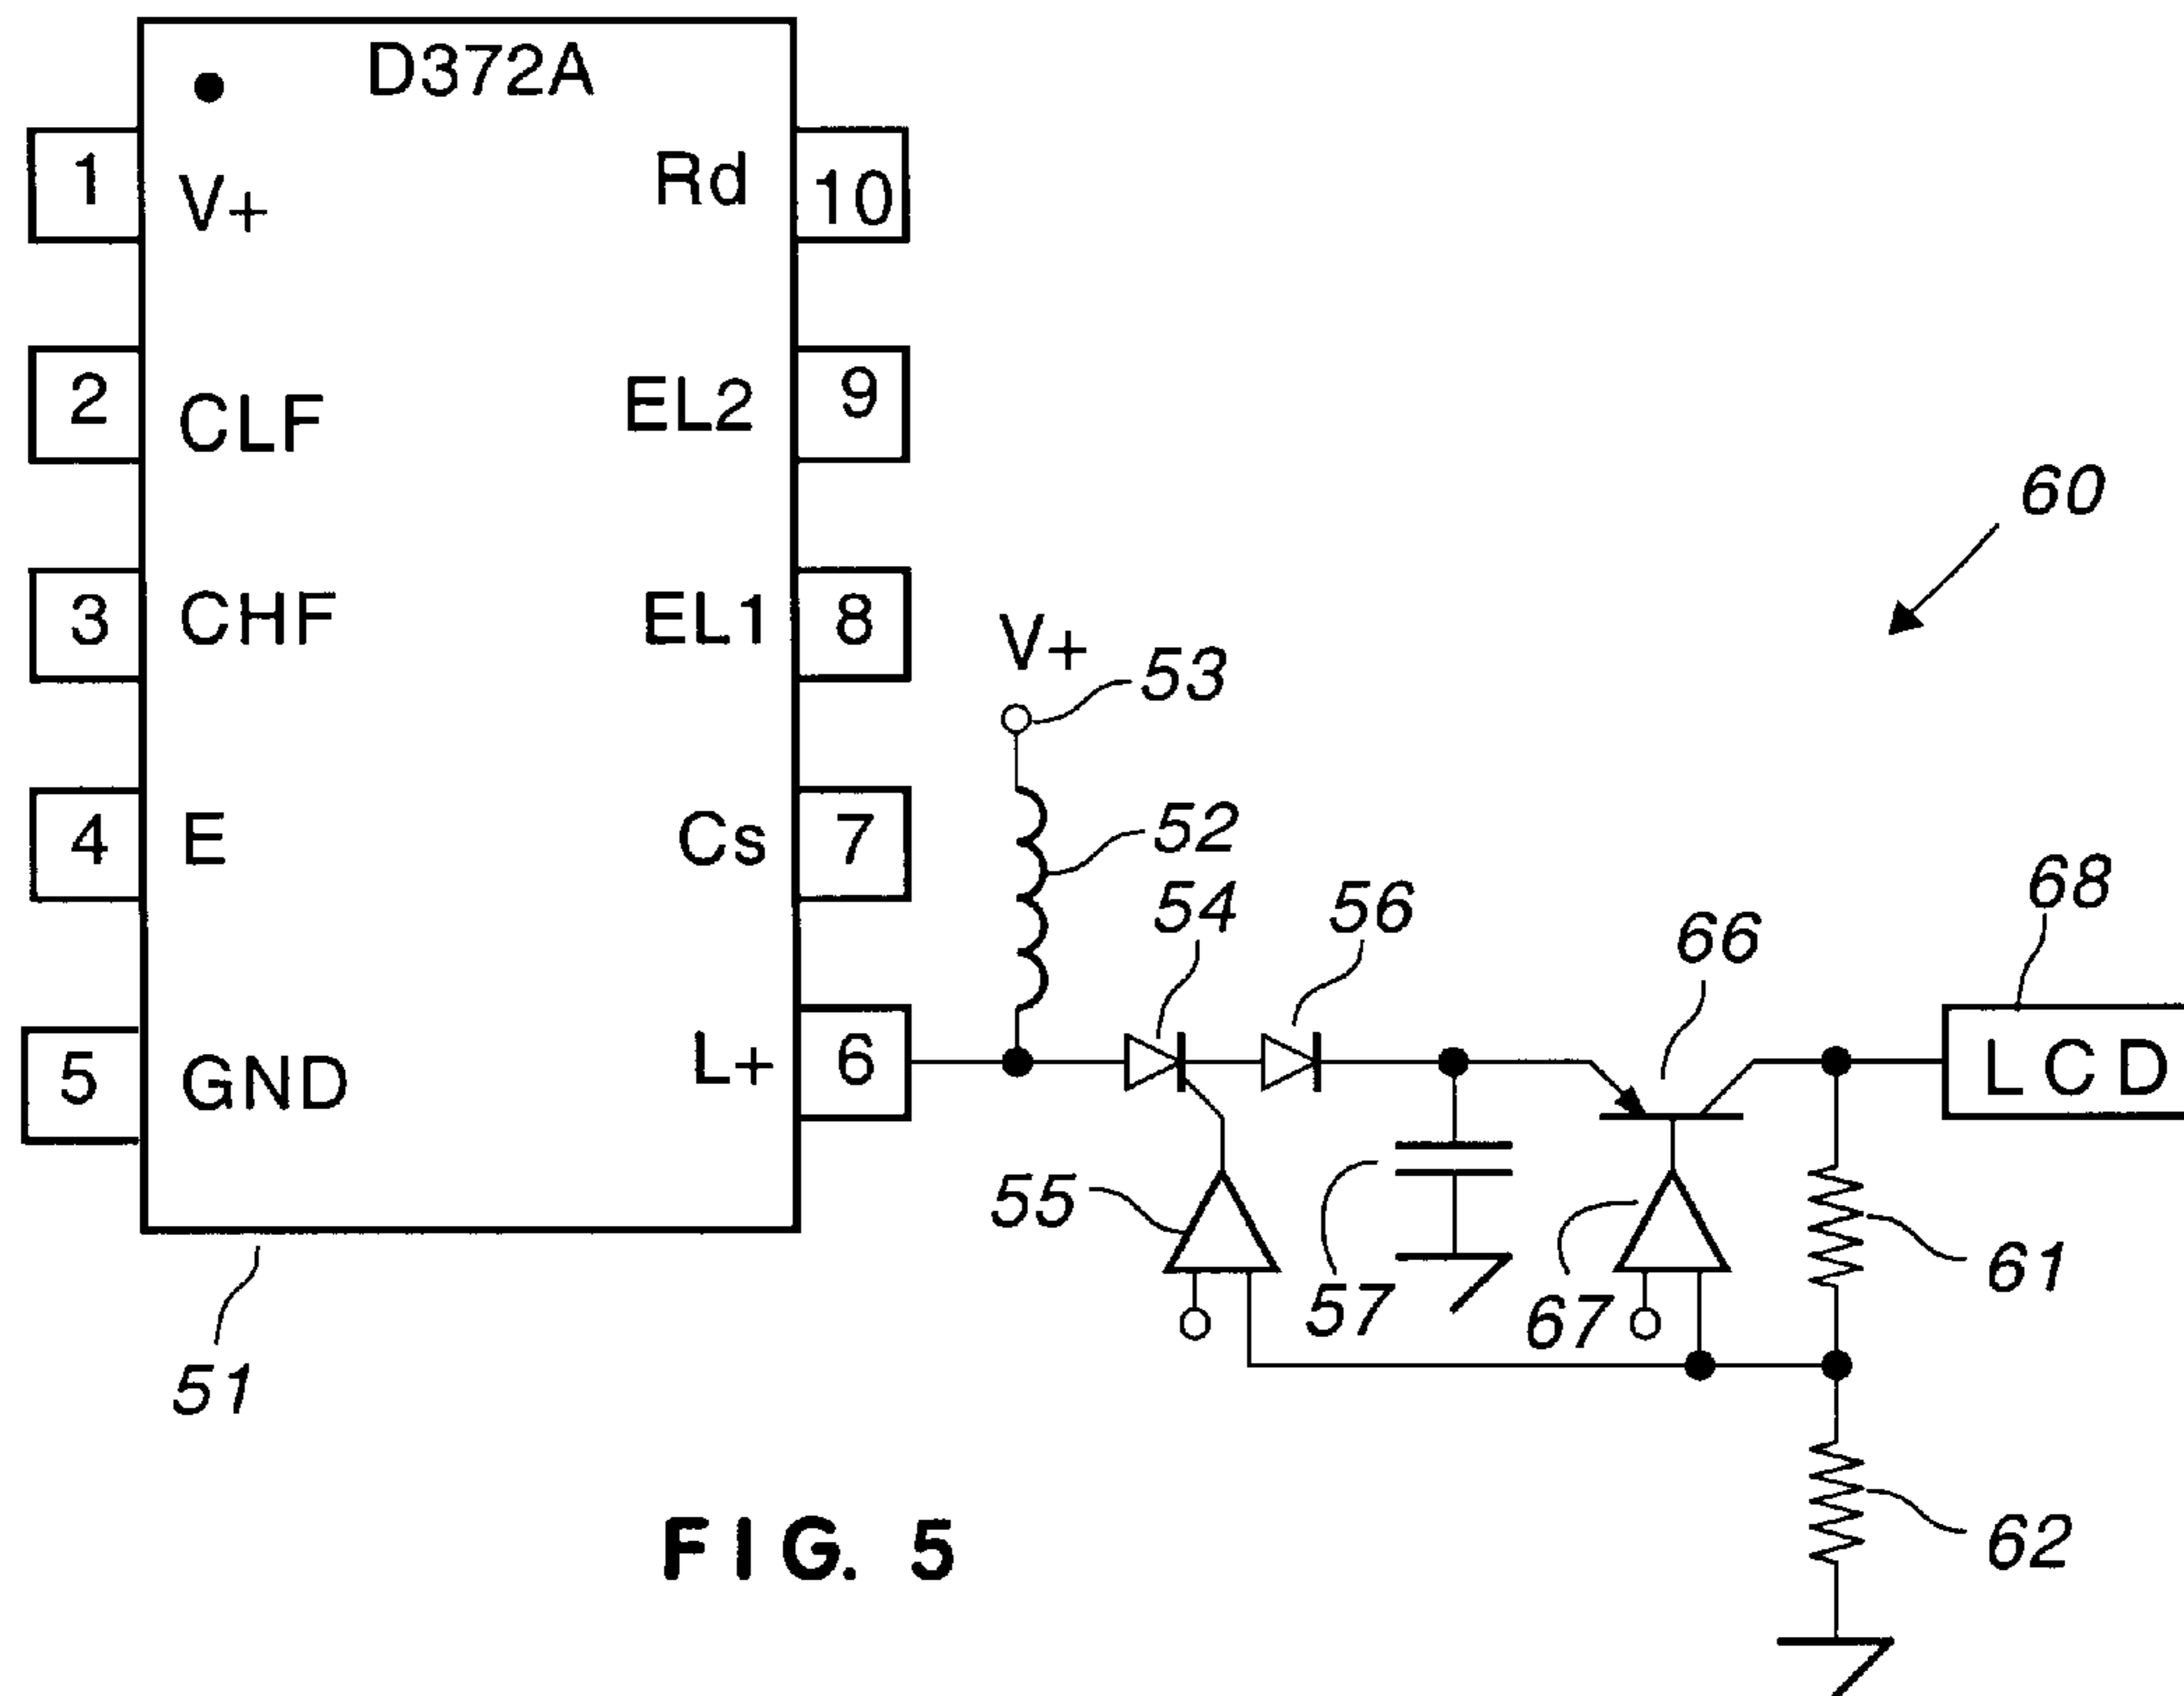 D372A
1 V+ Rd 10
2 CLF EL2 9
3 CHF EL1 8
4 E Cs 7
5 GND L+ 6
60
V+
53
52
54
56
66
68
LCD
55
57
67
61
51
62
FIG. 5